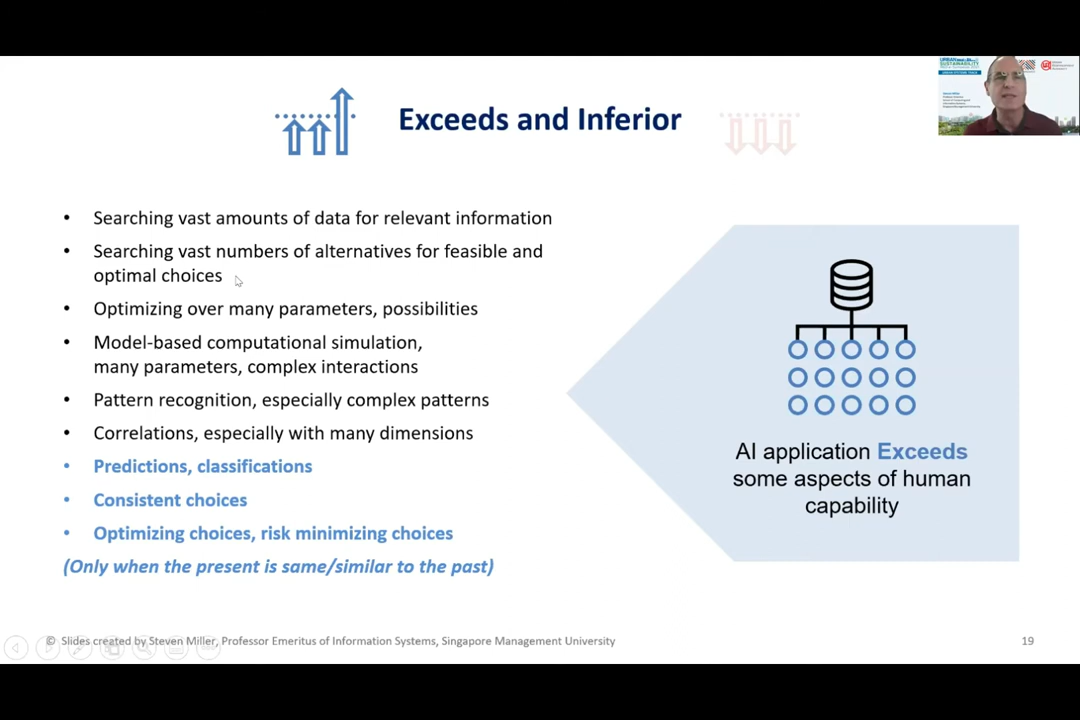 Exceeds and Inferior
• Searching vast amounts of data for relevant information
• Searching vast numbers of alternatives for feasible and
optimal choices
• Optimizing over many parameters, possibilities
• Model-based computational simulation,
many parameters, complex interactions
• Pattern recognition, especially complex patterns
• Correlations, especially with many dimensions
• Predictions, classifications
• Consistent choices
• Optimizing choices, risk minimizing choices
(Only when the present is same/similar to the past)
AI application Exceeds
some aspects of human
capability
© Slides created by Steven Miller, Professor Emeritus of Information Systems, Singapore Management University
19